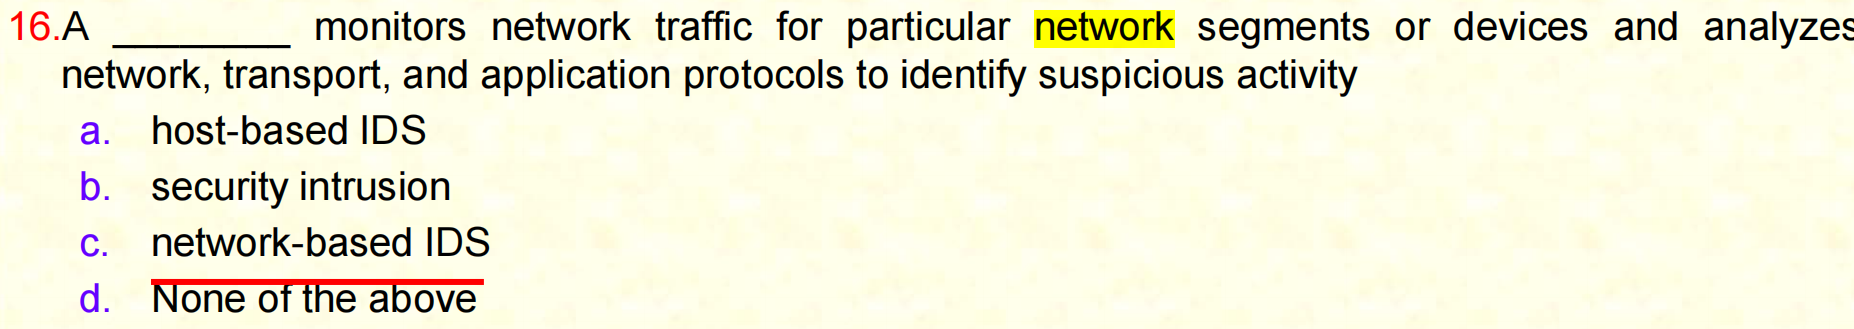 16.A ________ monitors network traffic for particular network segments or devices and analyzes
network, transport, and application protocols to identify suspicious activity
a. host-based IDS
b. security intrusion
c. network-based IDS
d. None of the above